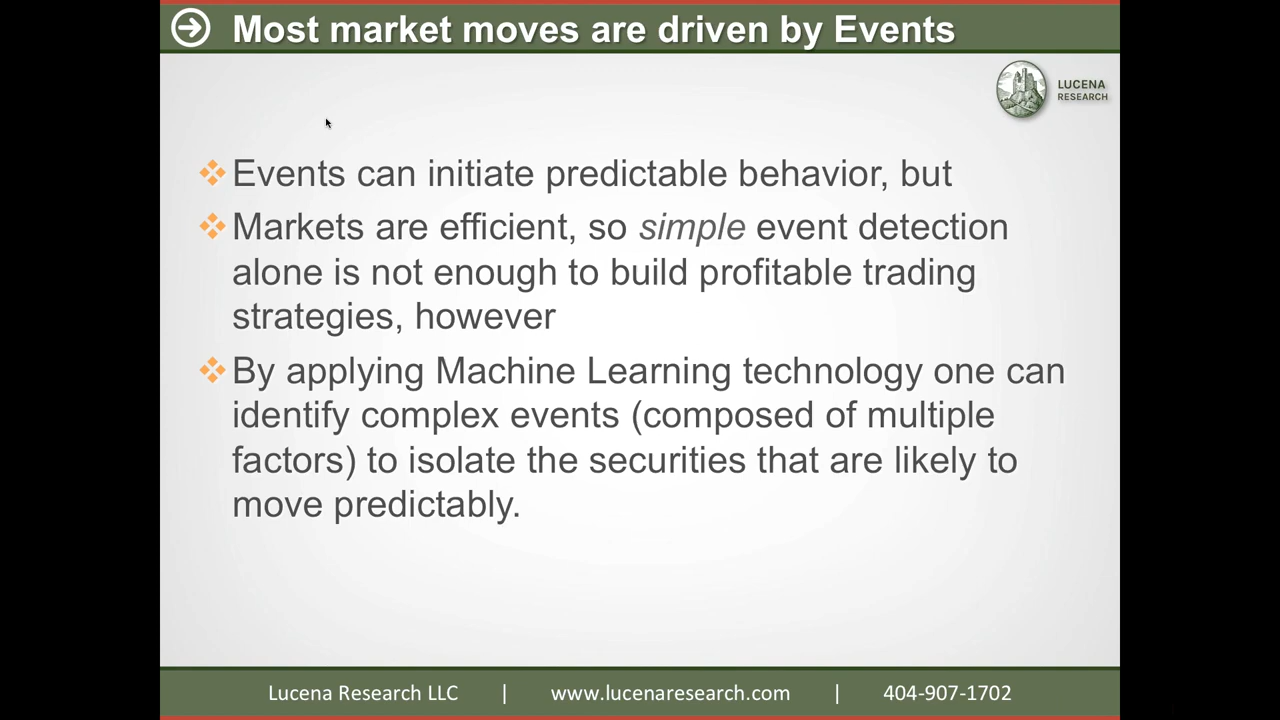 Most market moves are driven by Events
LUCENA
RESEARCH
Events can initiate predictable behavior, but
Markets are efficient, so simple event detection
alone is not enough to build profitable trading
strategies, however
By applying Machine Learning technology one can
identify complex events (composed of multiple
factors) to isolate the securities that are likely to
move predictably.
Lucena Research LLC | www.lucenaresearch.com | 404-907-1702